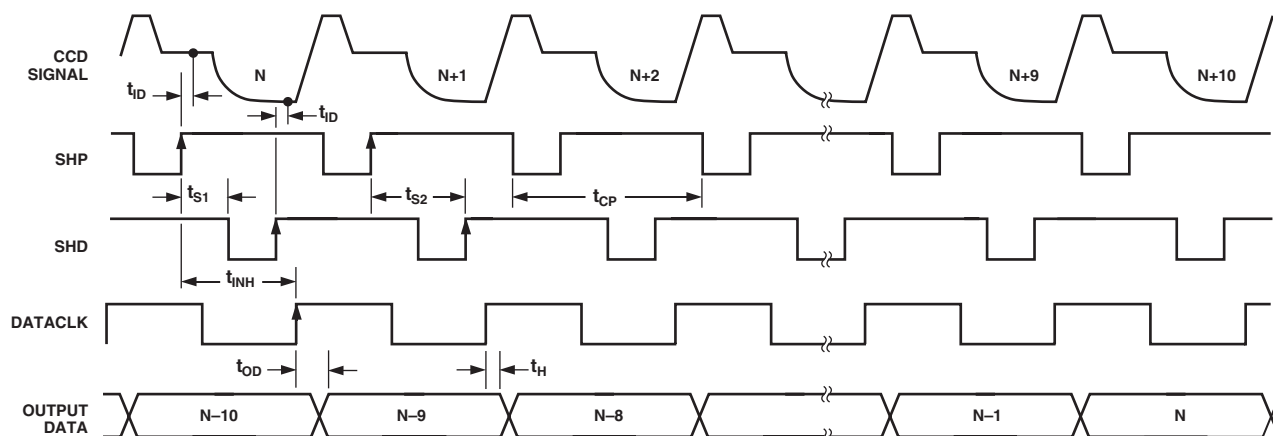 CCD
SIGNAL
N
N+1
N+2
N+9
N+10
tID
tID
SHP
tS1
tS2
tCP
SHD
tINH
DATACLK
tOD
tH
OUTPUT
DATA
N–10
N–9
N–8
N–1
N